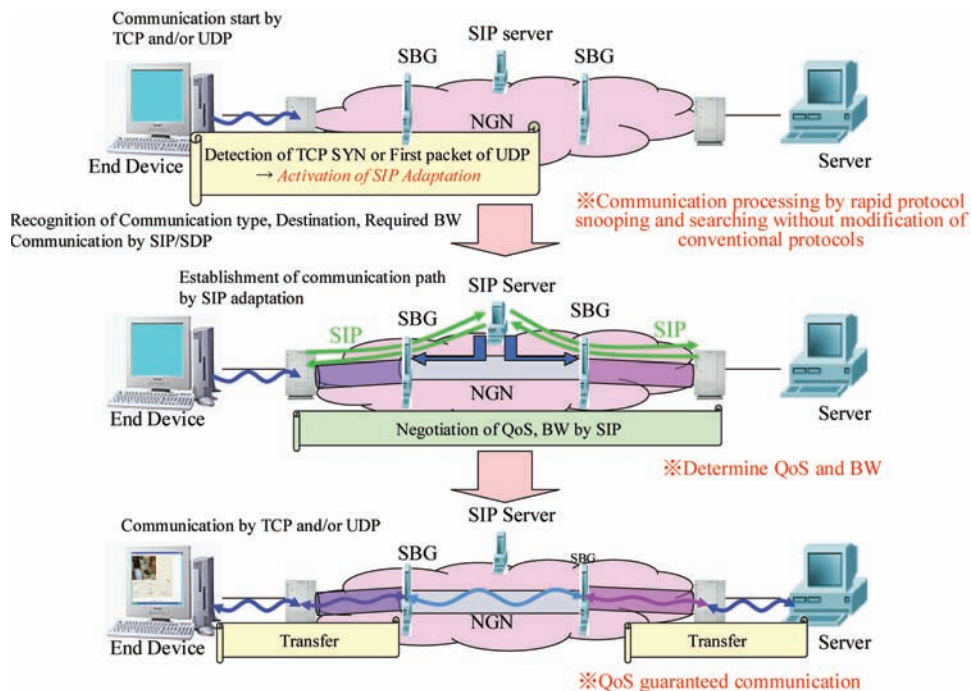 Communication start by
TCP and/or UDP
SIP server
SBG
SBG
NGN
End Device
Server
Detection of TCP SYN or First packet of UDP
→ Activation of SIP Adaptation
※Communication processing by rapid protocol
snooping and searching without modification of
conventional protocols
Recognition of Communication type, Destination, Required BW
Communication by SIP/SDP
Establishment of communication path
by SIP adaptation
SIP Server
SBG
SBG
SIP
SIP
NGN
End Device
Server
Negotiation of QoS, BW by SIP
※Determine QoS and BW
Communication by TCP and/or UDP
SIP Server
SBG
SBG
NGN
End Device
Transfer
Transfer
Server
※QoS guaranteed communication